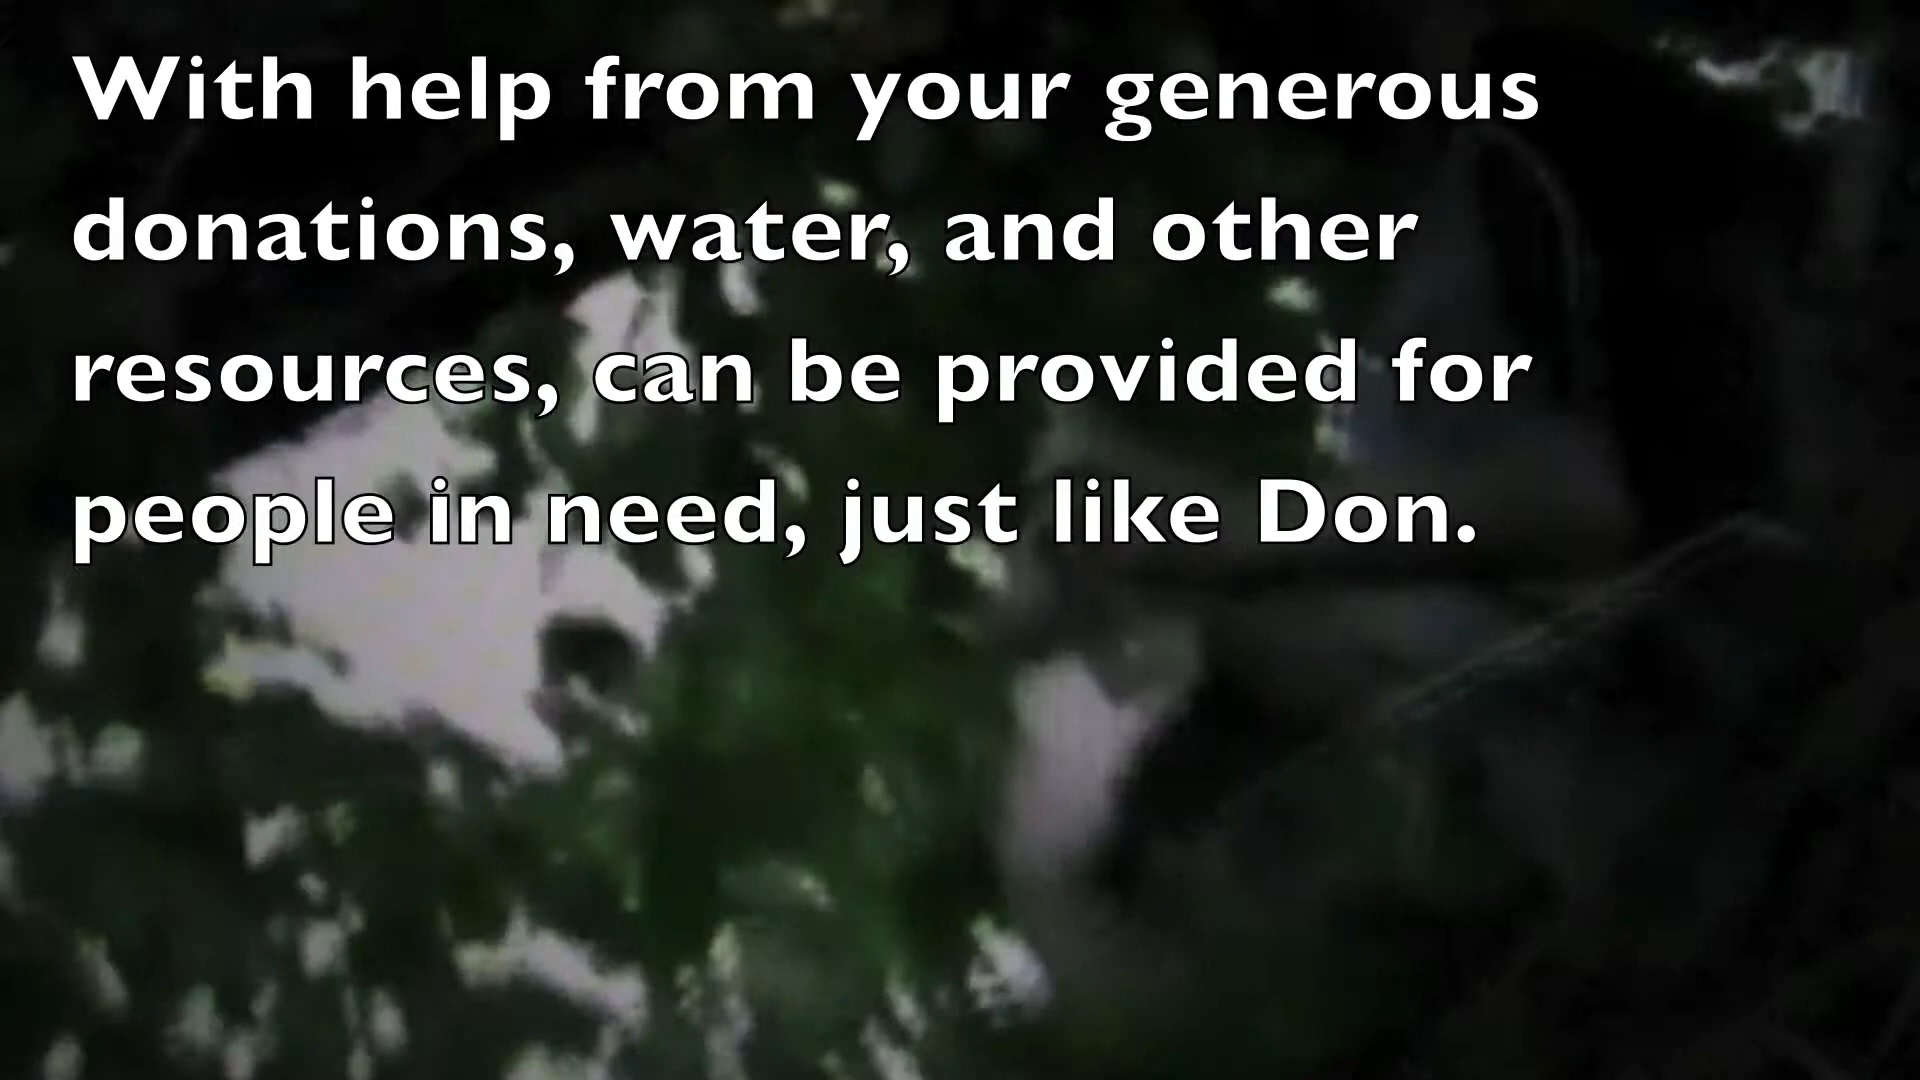 With help from your generous
donations, water, and other
resources, can be provided for
people in need, just like Don.